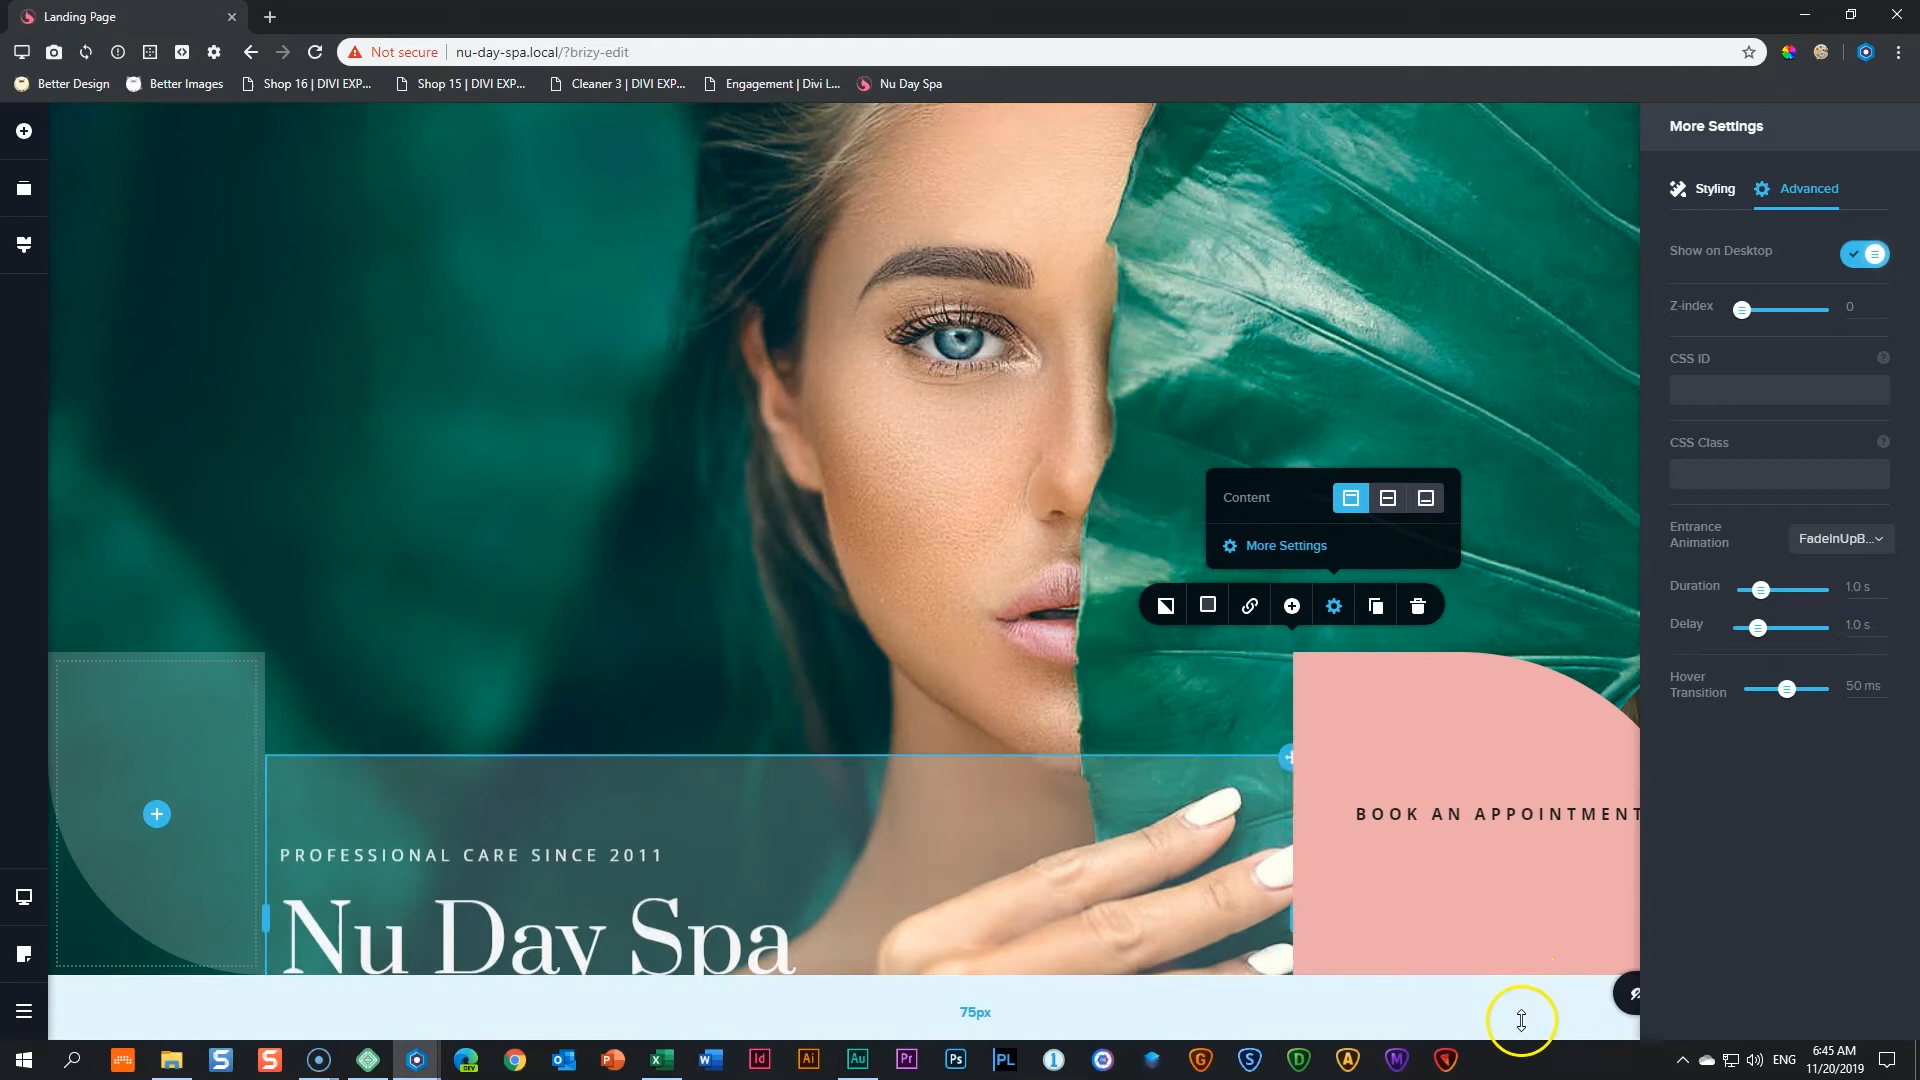 Landing Page
Not secure
nu-day-spa.local/?brizy-edit
Better Design
Better Images
Shop 16 | DIVI EXP...
Shop 15 | DIVI EXP...
Cleaner 3 | DIVI EXP...
Engagement | Divi L...
Nu Day Spa
More Settings
Styling
Advanced
Show on Desktop
Z-index
0
CSS ID
CSS Class
Content
More Settings
Entrance
Animation
FadeInUpB...
Duration
1.0 s
Delay
1.0 s
Hover
Transition
50 ms
BOOK AN APPOINTMENT
PROFESSIONAL CARE SINCE 2011
Nu Day Spa
75px
ENG
6:45 AM
11/20/2019